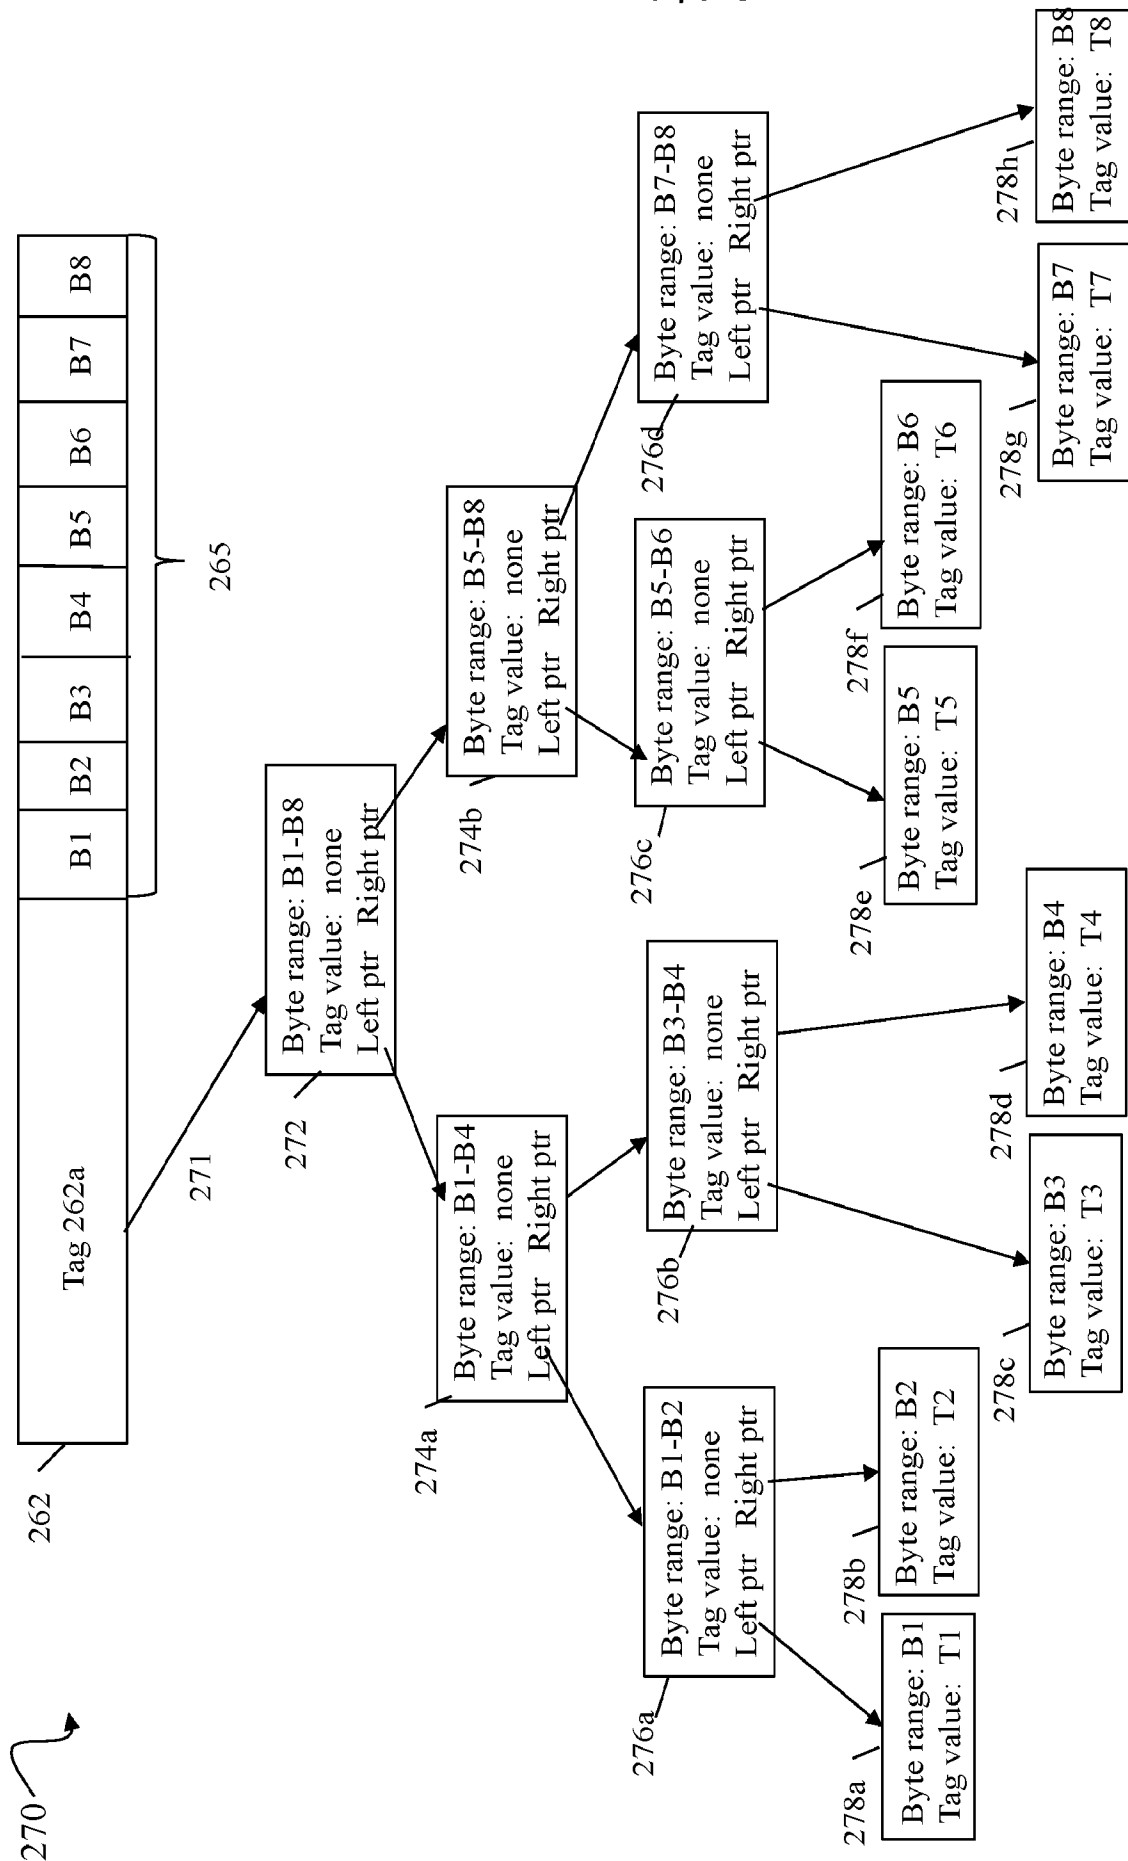 270
262
Tag 262a
B1
B2
B3
B4
B5
B6
B7
B8
265
271
272
Byte range: B1-B8
Tag value: none
Left ptr Right ptr
274a
Byte range: B1-B4
Tag value: none
Left ptr Right ptr
274b
Byte range: B5-B8
Tag value: none
Left ptr Right ptr
276a
Byte range: B1-B2
Tag value: none
Left ptr Right ptr
276b
Byte range: B3-B4
Tag value: none
Left ptr Right ptr
276c
Byte range: B5-B6
Tag value: none
Left ptr Right ptr
276d
Byte range: B7-B8
Tag value: none
Left ptr Right ptr
278a
Byte range: B1
Tag value: T1
278b
Byte range: B2
Tag value: T2
278c
Byte range: B3
Tag value: T3
278d
Byte range: B4
Tag value: T4
278e
Byte range: B5
Tag value: T5
278f
Byte range: B6
Tag value: T6
278g
Byte range: B7
Tag value: T7
278h
Byte range: B8
Tag value: T8